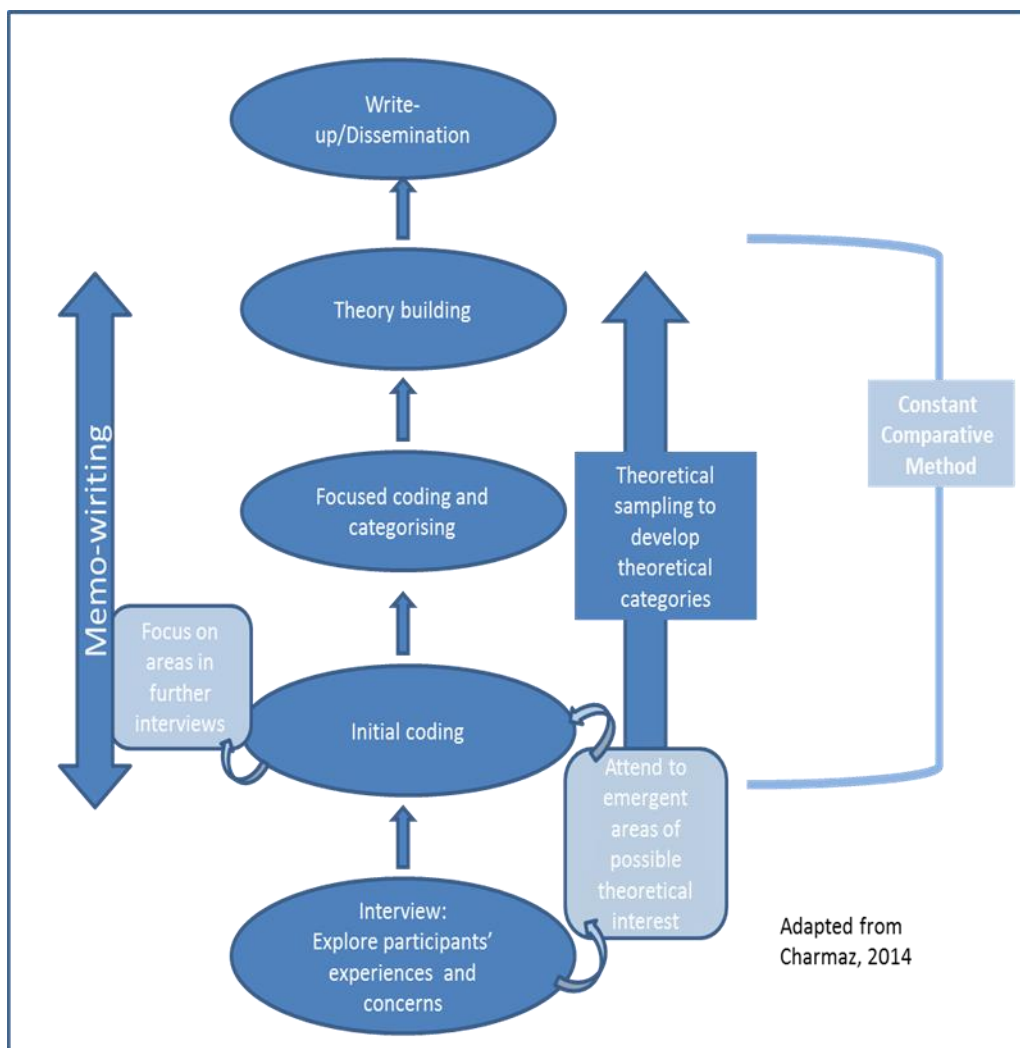 Write-
up/Dissemination
Theory building
Focused coding and
categorising
Initial coding
Interview:
Explore participants’
experiences  and
concerns
Memo-wiriting
Focus on
areas in
further
interviews
Theoretical
sampling to
develop
theoretical
categories
Attend to
emergent
areas of
possible
theoretical
interest
Constant
Comparative
Method
Adapted from
Charmaz, 2014